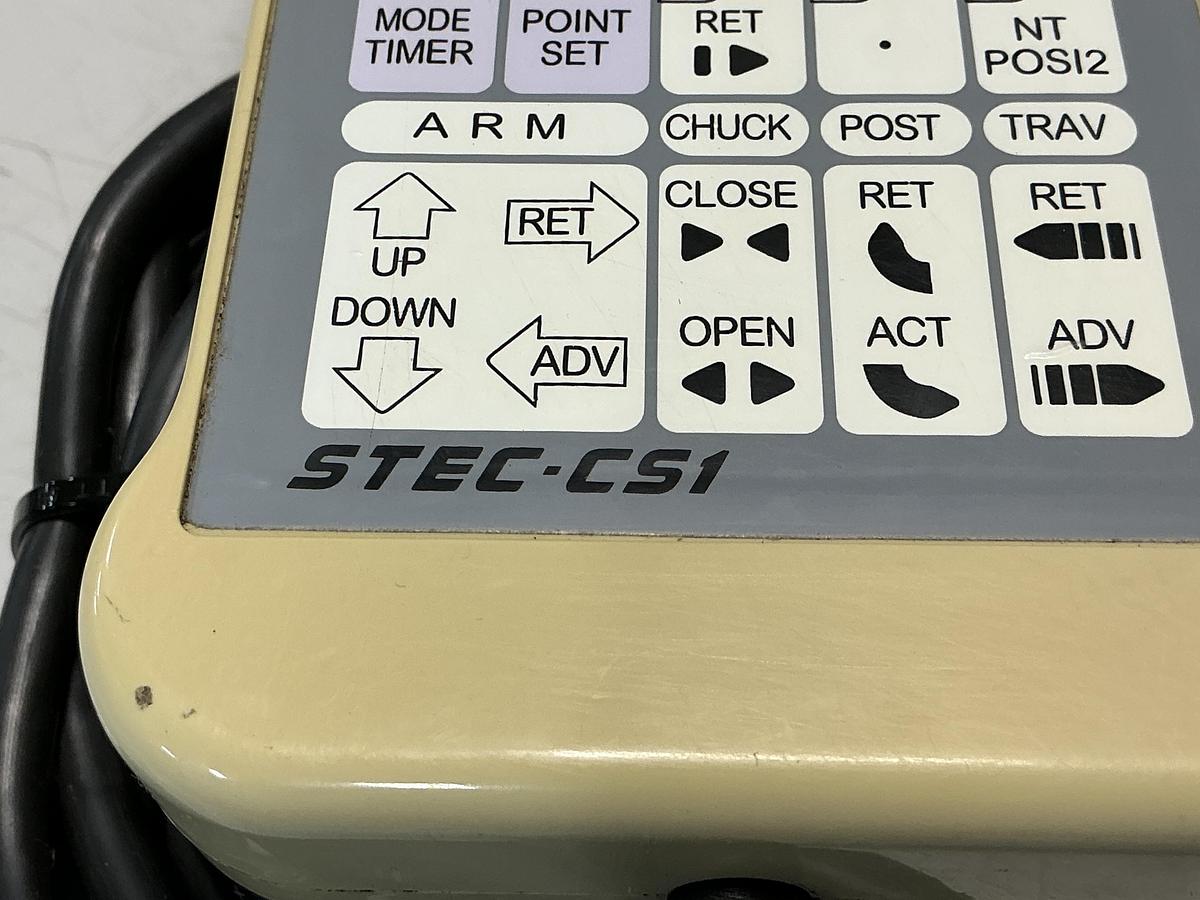 MODE
TIMER
POINT
SET
RET
.
NT
POSI2
ARM
CHUCK
POST
TRAV
UP
RET
DOWN
ADV
CLOSE
OPEN
RET
ACT
RET
ADV
STEC-CS1